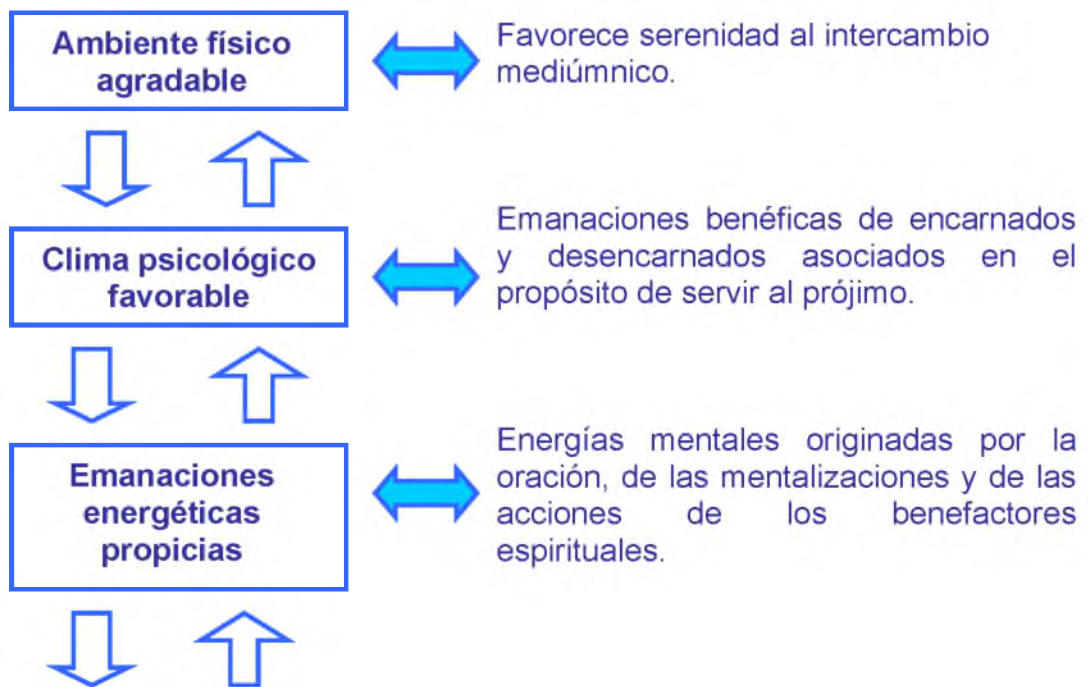 Ambiente físico
agradable
Favorece serenidad al intercambio
mediúmnico.
Clima psicológico
favorable
Emanaciones benéficas de encarnados
y desencarnados asociados en el
propósito de servir al prójimo.
Emanaciones
energéticas
propicias
Energías mentales originadas por la
oración, de las mentalizaciones y de las
acciones de los benefactores
espirituales.